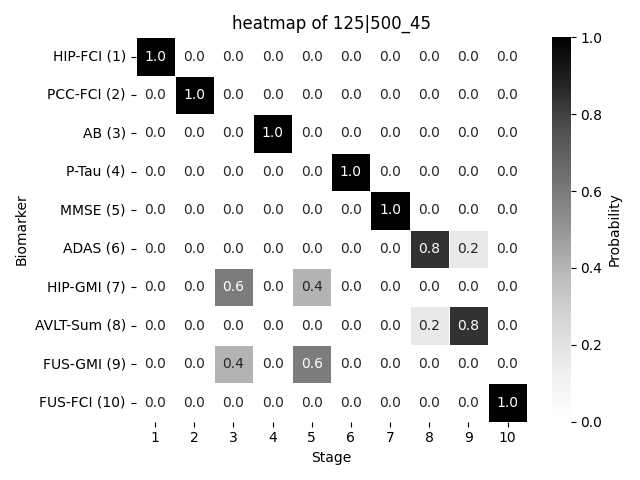 heatmap of 125|500_45
HIP-FCI (1) 1.0 0.0 0.0 0.0 0.0 0.0 0.0 0.0 0.0 0.0
PCC-FCI (2) 0.0 1.0 0.0 0.0 0.0 0.0 0.0 0.0 0.0 0.0
AB (3) 0.0 0.0 0.0 1.0 0.0 0.0 0.0 0.0 0.0 0.0
P-Tau (4) 0.0 0.0 0.0 0.0 0.0 1.0 0.0 0.0 0.0 0.0
MMSE (5) 0.0 0.0 0.0 0.0 0.0 0.0 1.0 0.0 0.0 0.0
ADAS (6) 0.0 0.0 0.0 0.0 0.0 0.0 0.0 0.8 0.2 0.0
HIP-GMI (7) 0.0 0.0 0.6 0.0 0.4 0.0 0.0 0.0 0.0 0.0
AVLT-Sum (8) 0.0 0.0 0.0 0.0 0.0 0.0 0.0 0.2 0.8 0.0
FUS-GMI (9) 0.0 0.0 0.4 0.0 0.6 0.0 0.0 0.0 0.0 0.0
FUS-FCI (10) 0.0 0.0 0.0 0.0 0.0 0.0 0.0 0.0 0.0 1.0
1 2 3 4 5 6 7 8 9 10
Stage
Biomarker
1.0
0.8
0.6
0.4
0.2
0.0
Probability